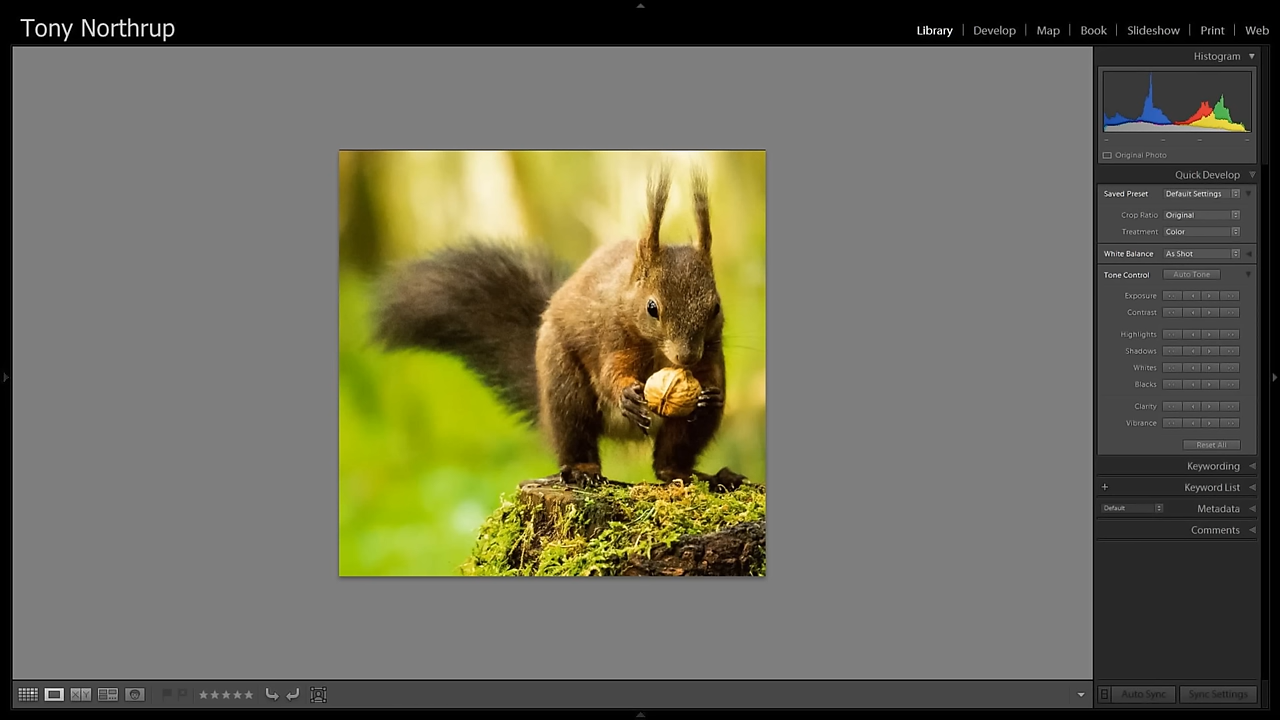 Tony Northrup
Library | Develop | Map | Book | Slideshow | Print | Web
Histogram
Original Photo
Quick Develop
Saved Preset Default Settings
Crop Ratio Original
Treatment Color
White Balance As Shot
Tone Control Auto Tone
Exposure
Contrast
Highlights
Shadows
Whites
Blacks
Clarity
Vibrance
Reset All
Keywording
+ Keyword List
Default Metadata
Comments
X Y
Auto Sync Sync Settings